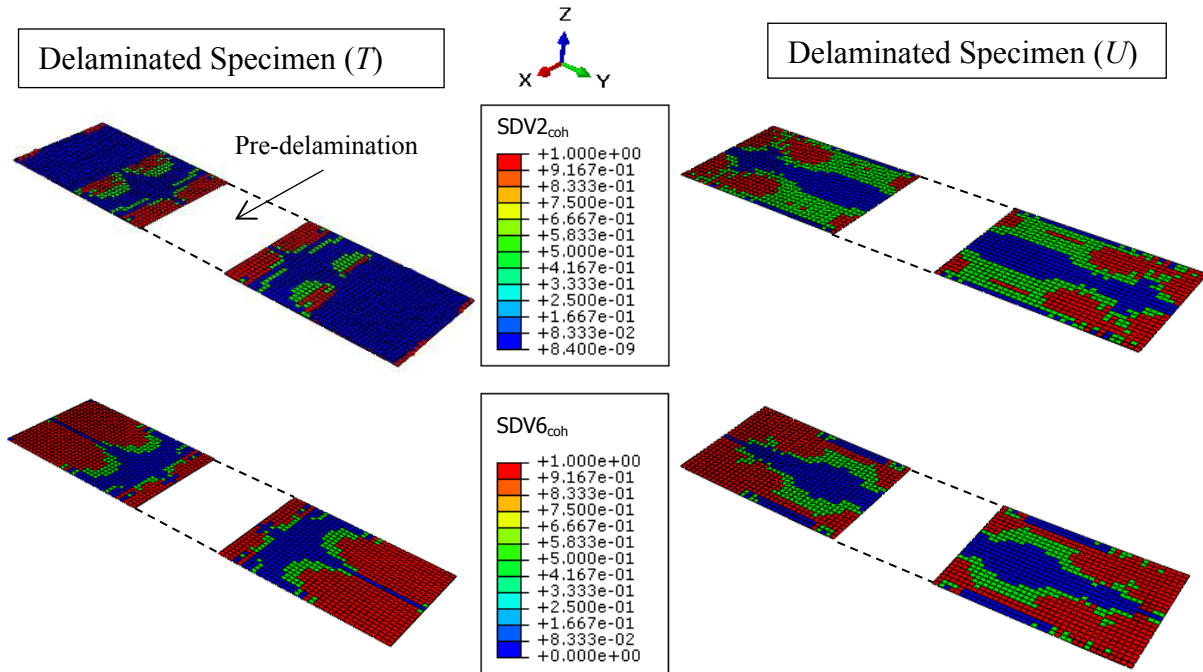 Delaminated Specimen (T)
Z
X
Y
Delaminated Specimen (U)
Pre-delamination
SDV2coh
+1.000e+00
+9.167e-01
+8.333e-01
+7.500e-01
+6.667e-01
+5.833e-01
+5.000e-01
+4.167e-01
+3.333e-01
+2.500e-01
+1.667e-01
+8.333e-02
+8.400e-09
SDV6coh
+1.000e+00
+9.167e-01
+8.333e-01
+7.500e-01
+6.667e-01
+5.833e-01
+5.000e-01
+4.167e-01
+3.333e-01
+2.500e-01
+1.667e-01
+8.333e-02
+0.000e+00